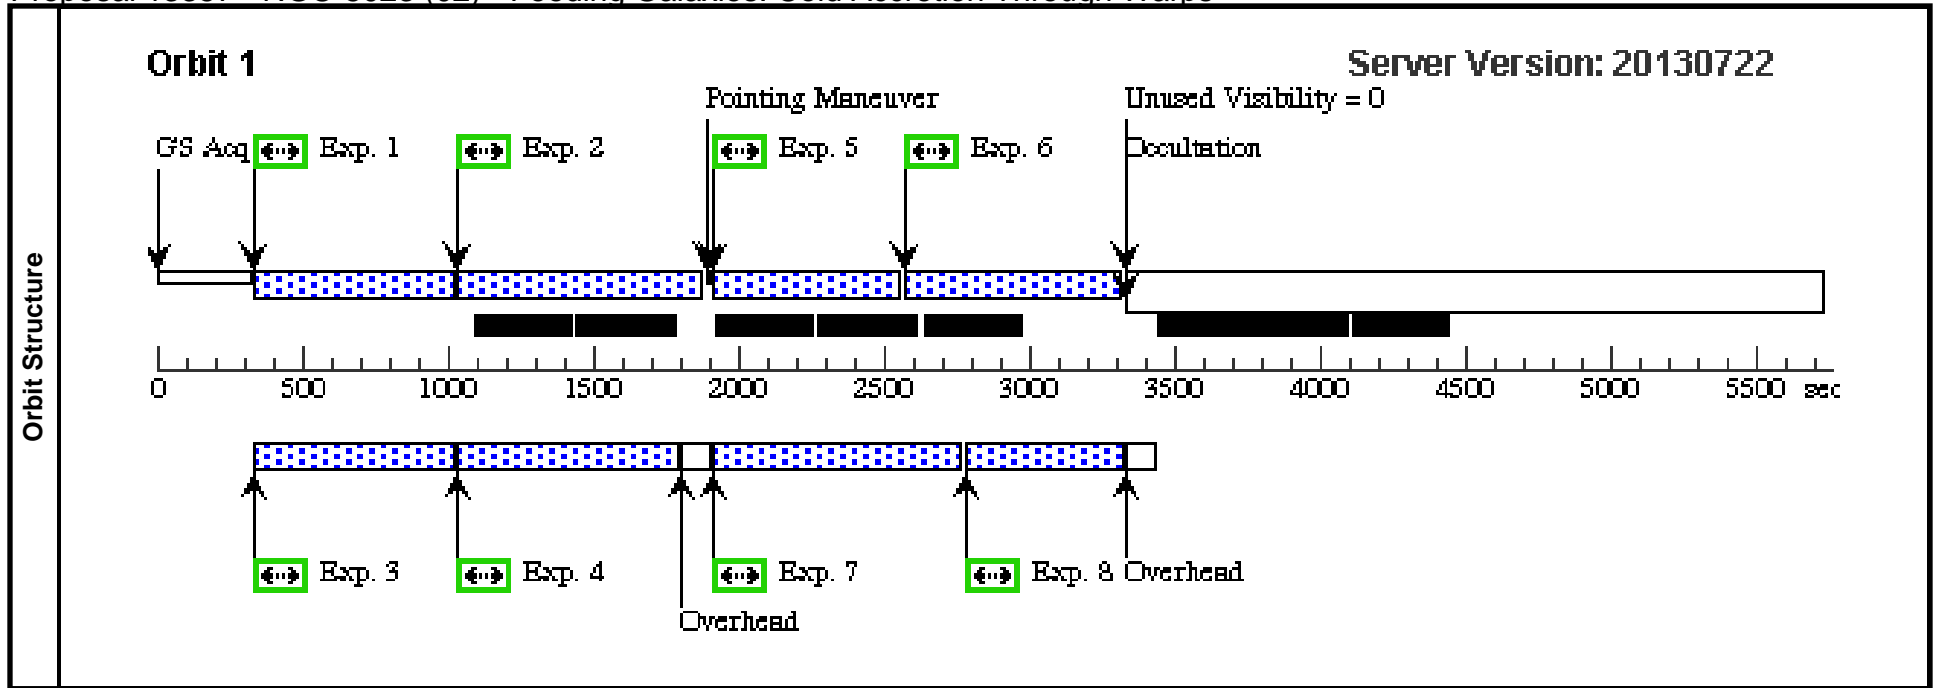 Orbit Structure
Orbit 1
Server Version: 20130722
Pointing Maneuver
Unused Visibility = 0
GS Acq
Exp. 1
Exp. 2
Exp. 5
Exp. 6
Occultation
0 500 1000 1500 2000 2500 3000 3500 4000 4500 5000 5500 sec
Exp. 3
Exp. 4
Exp. 7
Exp. 8
Overhead
Overhead